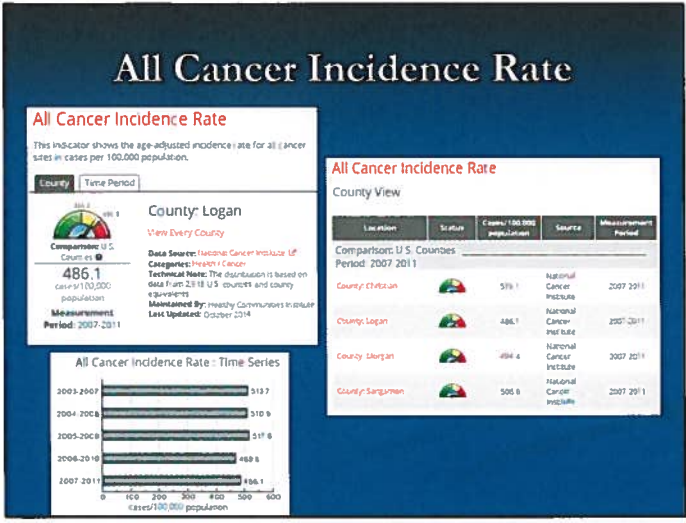 All Cancer Incidence Rate
All Cancer Incidence Rate
This indicator shows the age-adjusted incidence rate for all cancer
sites in cases per 100,000 population.
County Time Period
County: Logan
View Every County
Comparison: U.S.
Counties
486.1
cases/100,000
population
Measurement
Period: 2007-2011
Data Source: National Cancer Institute
Categories: Health / Cancer
Technical Note: The distribution is based on
data from U.S. counties and county
equivalents
Maintained By: Healthy Communities Institute
Last Updated: October 2014
All Cancer Incidence Rate
County View
Location Status Cases/100,000 population Source Measurement Period
Comparison: U.S. Counties
Period: 2007-2011
County: Christian National Cancer Institute 2007-2011
County: Logan 486.1 National Cancer Institute 2007-2011
County: Morgan National Cancer Institute 2007-2011
County: Sangamon National Cancer Institute 2007-2011
All Cancer Incidence Rate : Time Series
2003-2007 513.7
2004-2008
2005-2009
2006-2010
2007-2011 486.1
0 100 200 300 400 500 600
cases/100,000 population